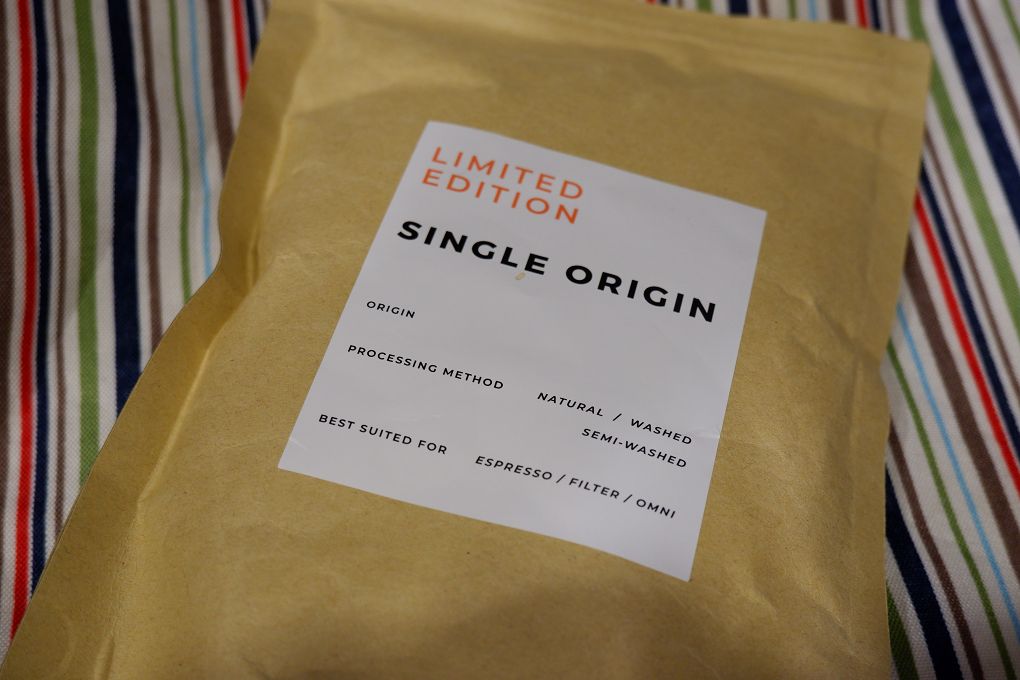 LIMITED
EDITION
SINGLE ORIGIN
ORIGIN
PROCESSING METHOD
NATURAL / WASHED
SEMI-WASHED
BEST SUITED FOR
ESPRESSO / FILTER / OMNI